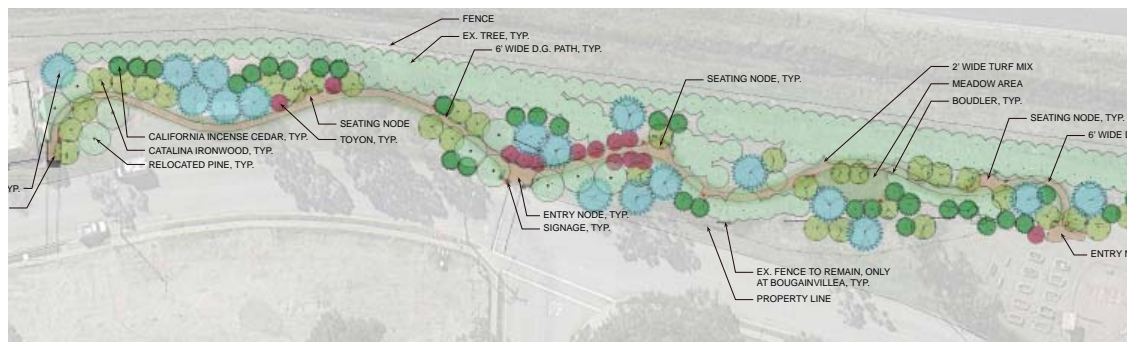 FENCE
EX. TREE, TYP.
6' WIDE D.G. PATH, TYP.
SEATING NODE, TYP.
2' WIDE TURF MIX
MEADOW AREA
BOUDLER, TYP.
SEATING NODE, TYP.
6' WIDE
SEATING NODE
TOYON, TYP.
CALIFORNIA INCENSE CEDAR, TYP.
CATALINA IRONWOOD, TYP.
RELOCATED PINE, TYP.
YP.
ENTRY NODE, TYP.
SIGNAGE, TYP.
ENTRY
EX. FENCE TO REMAIN, ONLY
AT BOUGAINVILLEA, TYP.
PROPERTY LINE